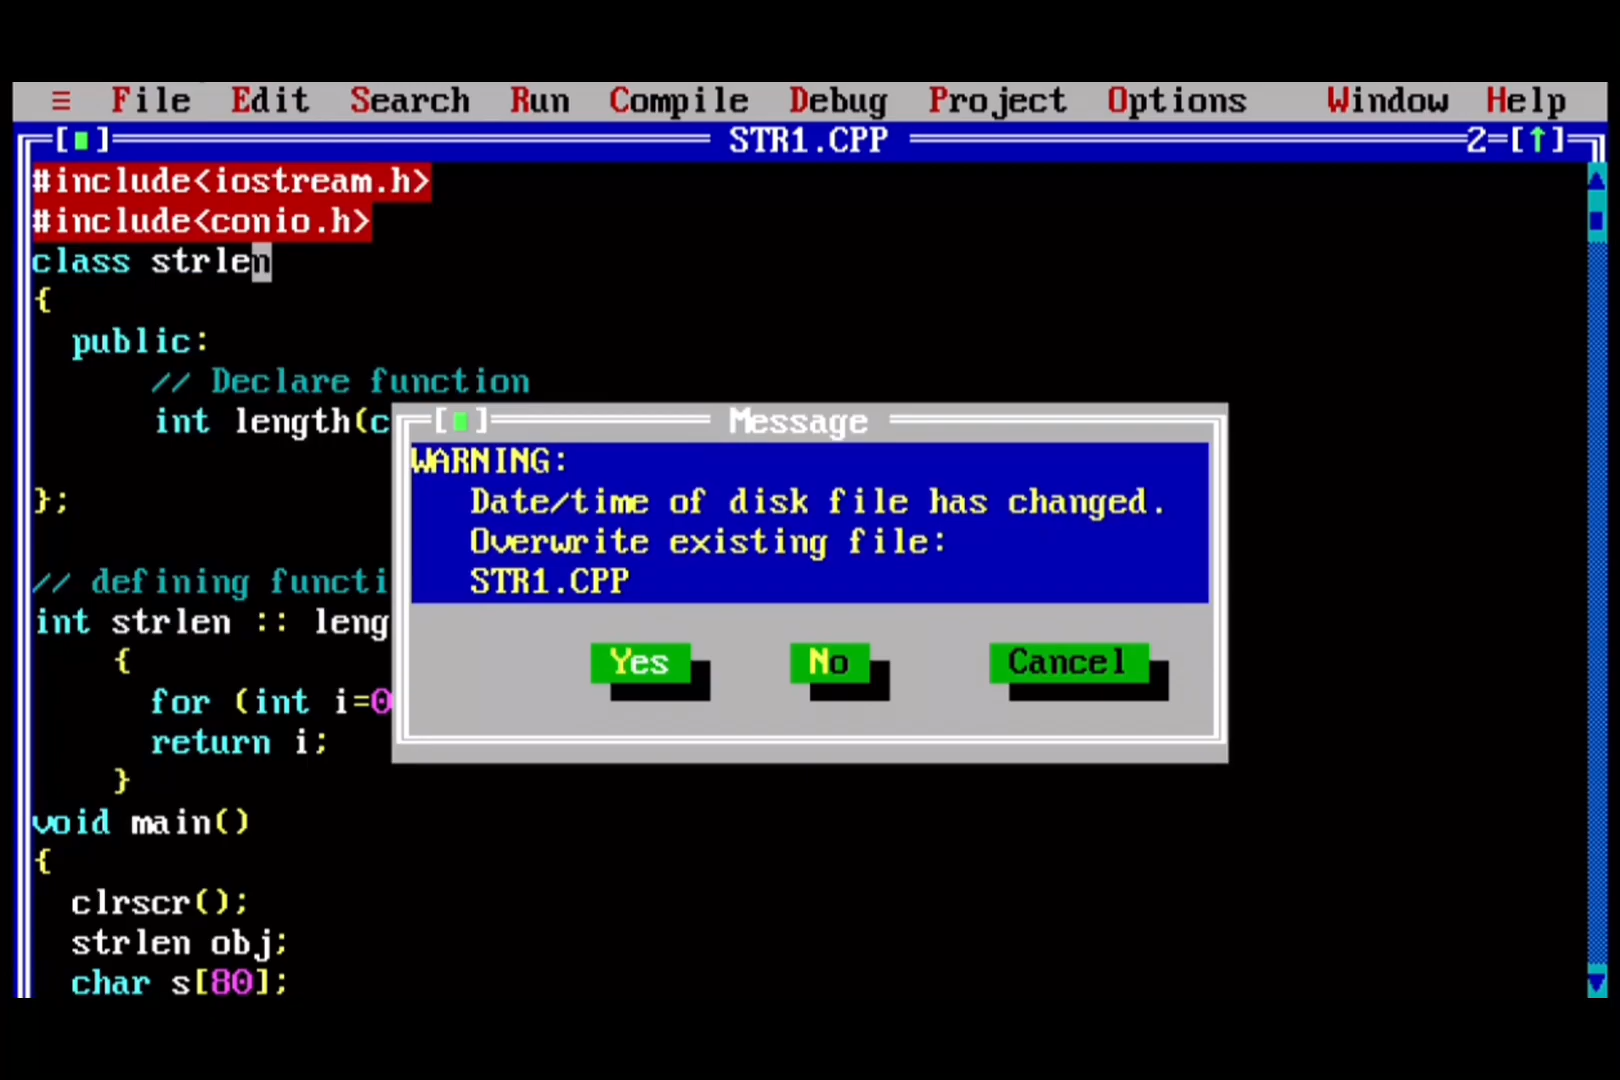 ≡ File Edit Search Run Compile Debug Project Options Window Help
[■] STR1.CPP 2=[↑]
#include<iostream.h>
#include<conio.h>
class strlen
{
public:
// Declare function
int length(c
};
// defining functi
int strlen :: leng
{
for (int i=0
return i;
}
void main()
{
clrscr();
strlen obj;
char s[80];
[■] Message
WARNING:
Date/time of disk file has changed.
Overwrite existing file:
STR1.CPP
Yes No Cancel